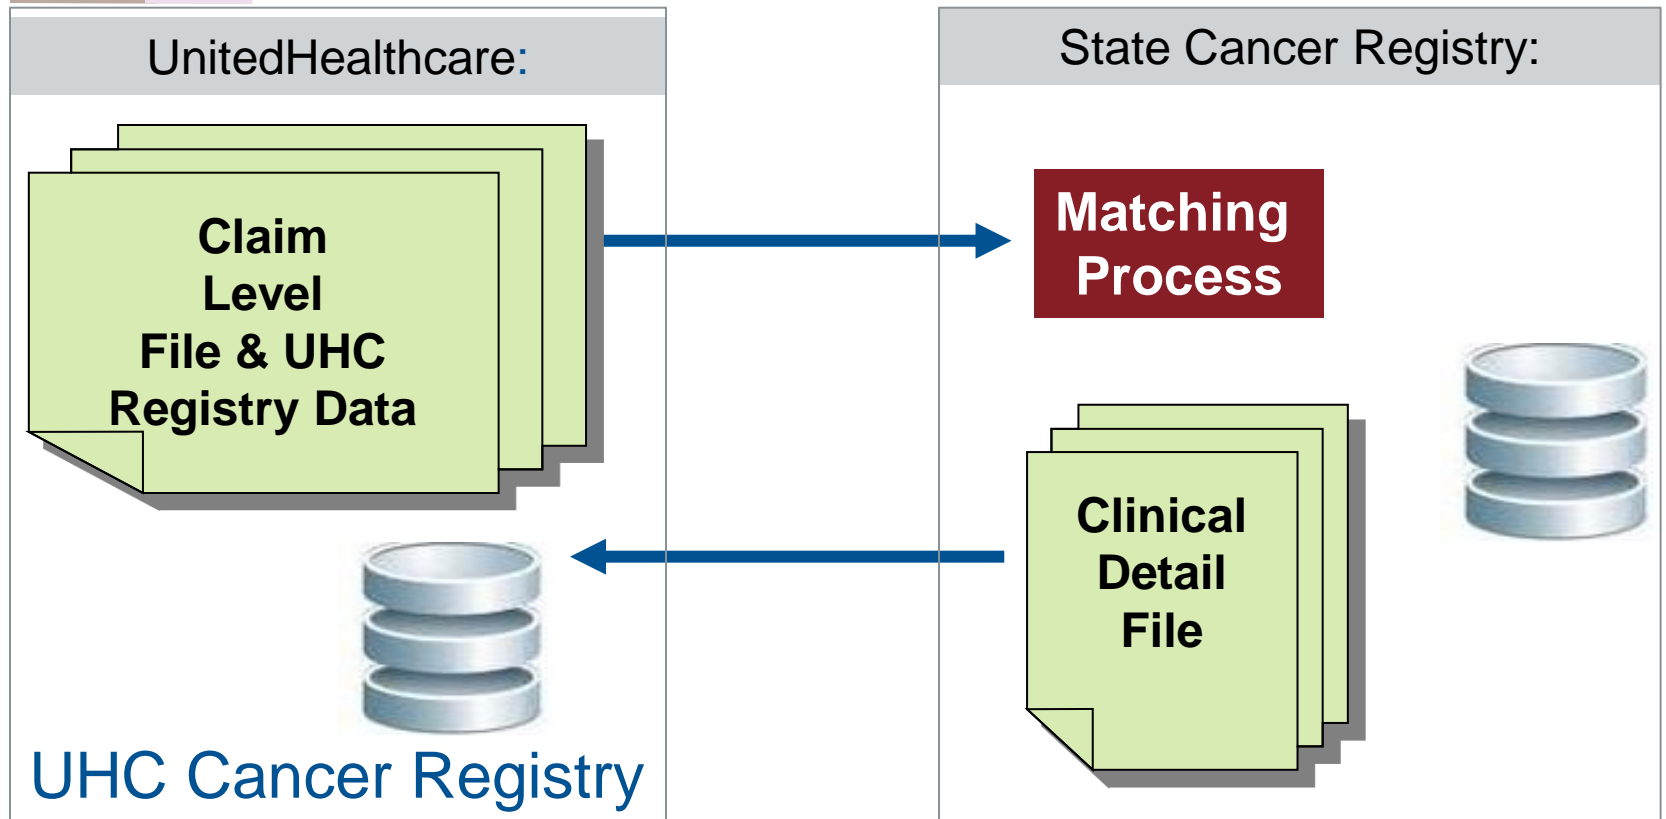 UnitedHealthcare:
Claim
Level
File & UHC
Registry Data
UHC Cancer Registry
State Cancer Registry:
Matching
Process
Clinical
Detail
File